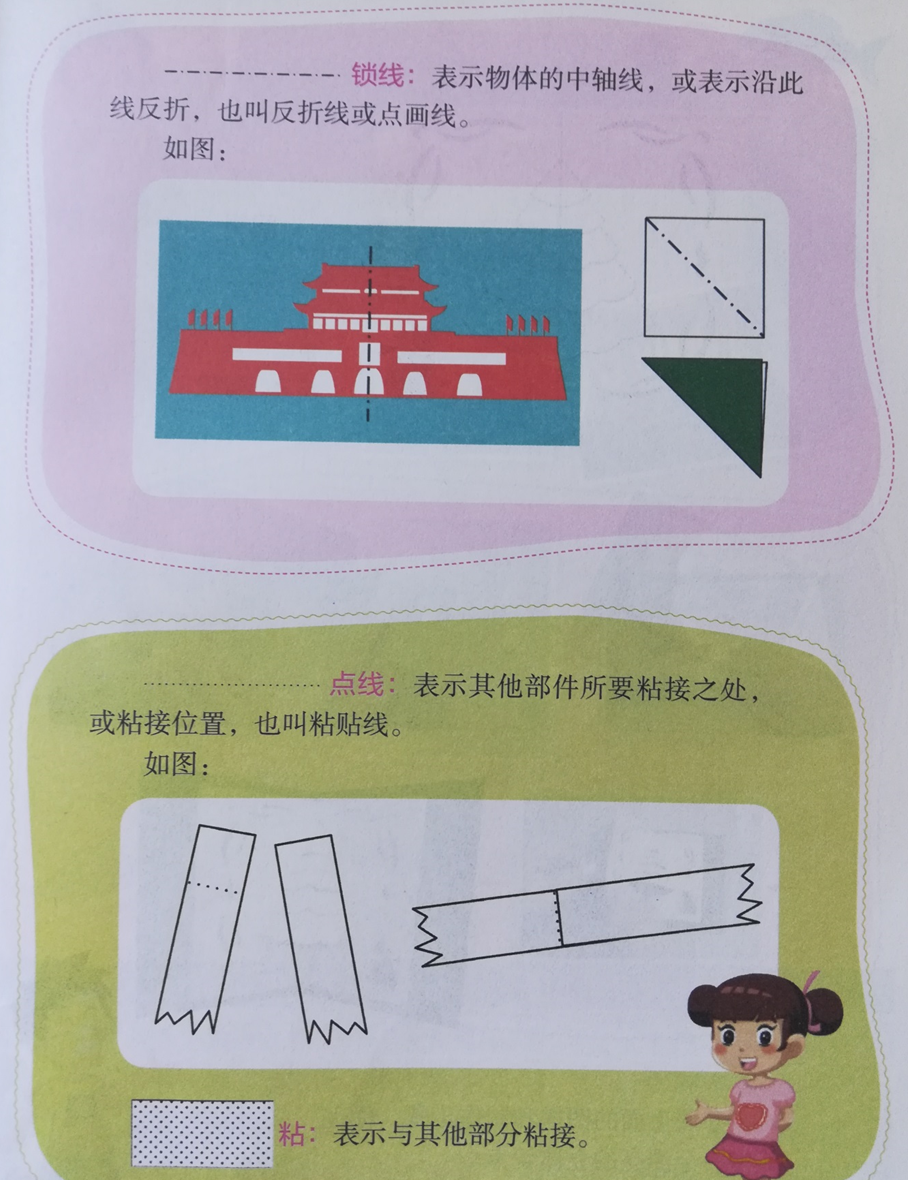 锁线：表示物体的中轴线，或表示沿此
线反折，也叫反折线或点画线。
如图：
点线：表示其他部件所要粘接之处，
或粘接位置，也叫粘贴线。
如图：
粘：表示与其他部分粘接。